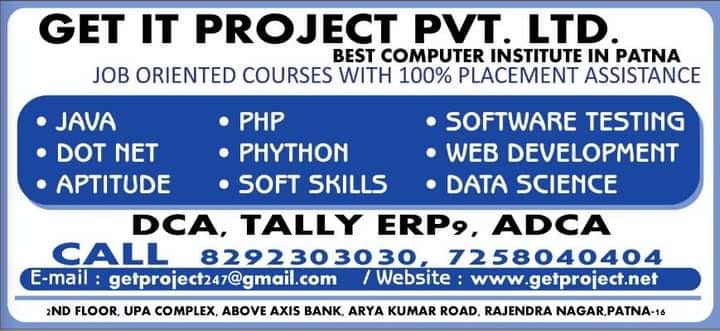 GET IT PROJECT PVT. LTD.
BEST COMPUTER INSTITUTE IN PATNA
JOB ORIENTED COURSES WITH 100% PLACEMENT ASSISTANCE
• JAVA • PHP • SOFTWARE TESTING
• DOT NET • PHYTHON • WEB DEVELOPMENT
• APTITUDE • SOFT SKILLS • DATA SCIENCE
DCA, TALLY ERP9, ADCA
CALL 8292303030, 7258040404
E-mail : getproject247@gmail.com / Website : www.getproject.net
2ND FLOOR, UPA COMPLEX, ABOVE AXIS BANK, ARYA KUMAR ROAD, RAJENDRA NAGAR,PATNA-16